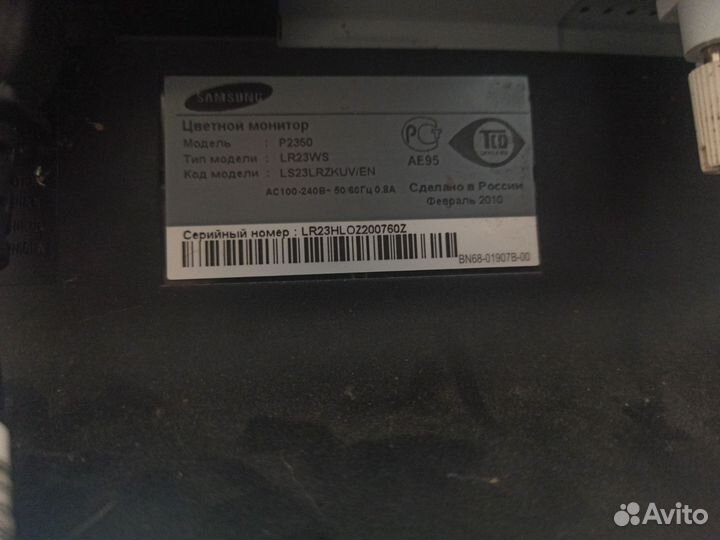 SAMSUNG
Цветной монитор
Модель : P2350
Тип модели : LR23WS
Код модели : LS23LRZKUV/EN
AC100-240В~ 50/60Гц 0.8A
AE95
TCO
Сделано в России
Февраль 2010
Серийный номер : LR23HLOZ200760Z
BN68-01907B-00
Avito